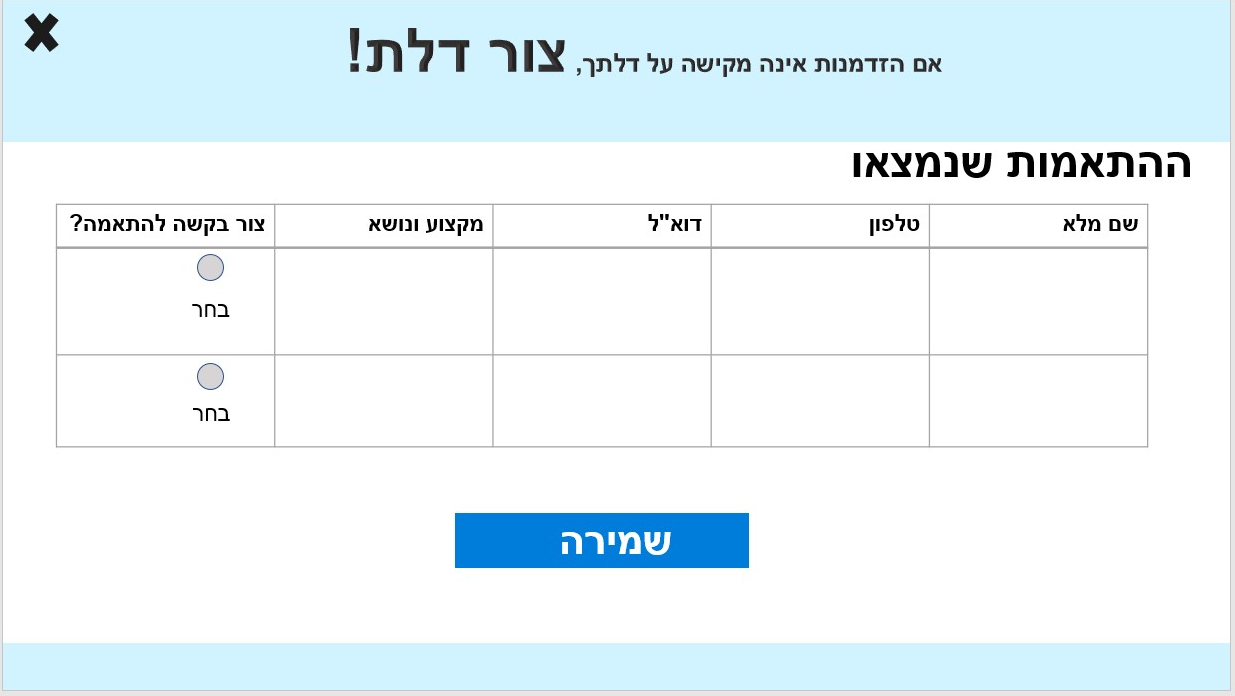 אם הזדמנות אינה מקישה על דלתך, צור דלת!
ההתאמות שנמצאו
שם מלא טלפון דוא"ל מקצוע ונושא צור בקשה להתאמה?
בחר
בחר
שמירה